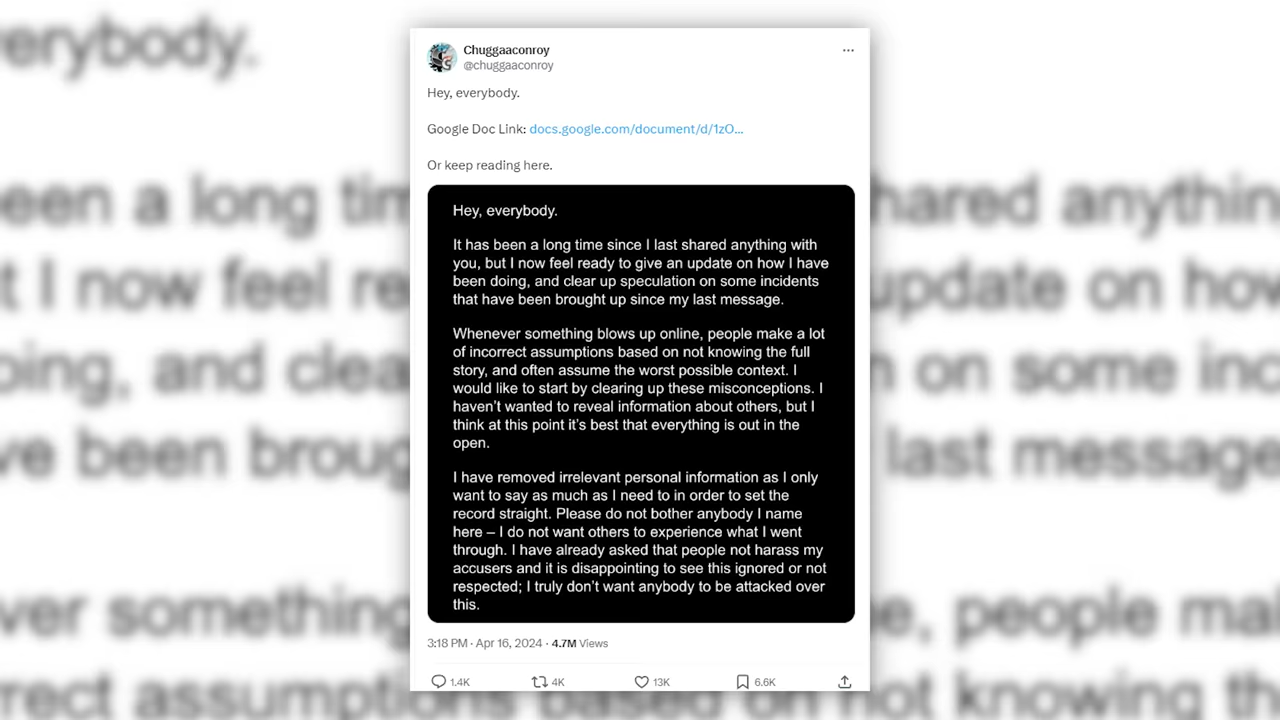 Chuggaaconroy
@chuggaaconroy
Hey, everybody.
Google Doc Link: docs.google.com/document/d/1zO...
Or keep reading here.
Hey, everybody.
It has been a long time since I last shared anything with
you, but I now feel ready to give an update on how I have
been doing, and clear up speculation on some incidents
that have been brought up since my last message.
Whenever something blows up online, people make a lot
of incorrect assumptions based on not knowing the full
story, and often assume the worst possible context. I
would like to start by clearing up these misconceptions. I
haven't wanted to reveal information about others, but I
think at this point it's best that everything is out in the
open.
I have removed irrelevant personal information as I only
want to say as much as I need to in order to set the
record straight. Please do not bother anybody I name
here – I do not want others to experience what I went
through. I have already asked that people not harass my
accusers and it is disappointing to see this ignored or not
respected; I truly don't want anybody to be attacked over
this.
3:18 PM · Apr 16, 2024 · 4.7M Views
1.4K 4K 13K 6.6K